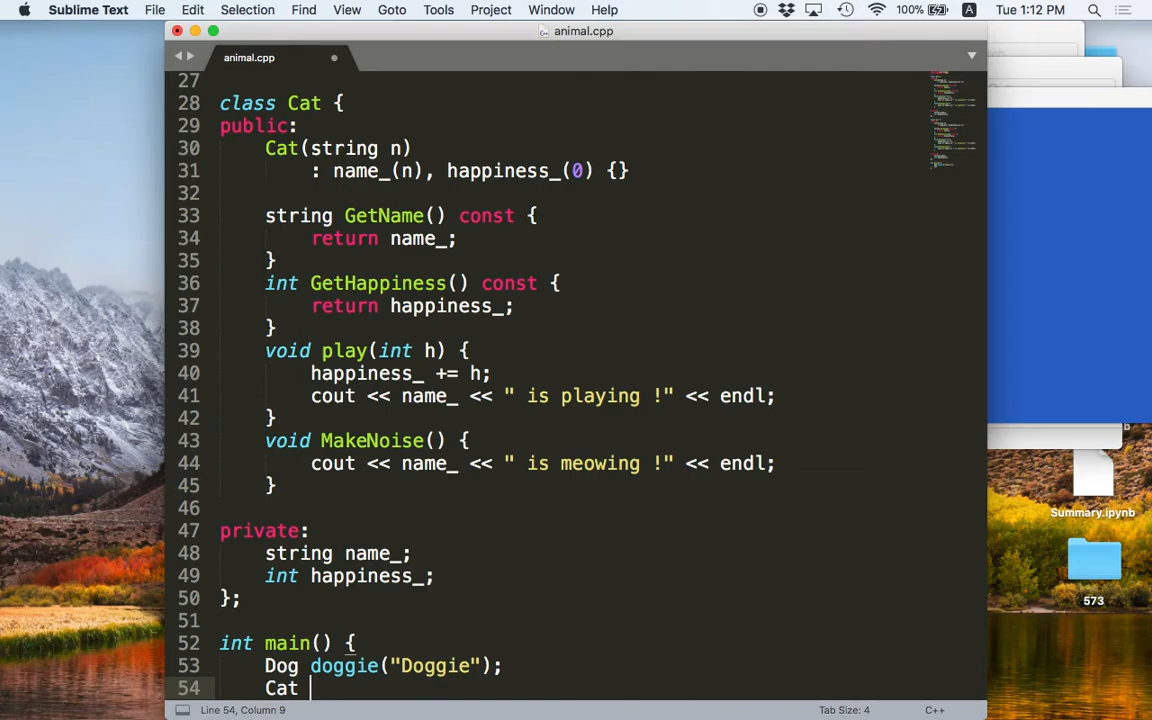 Sublime Text File Edit Selection Find View Goto Tools Project Window Help 100% A Tue 1:12 PM
animal.cpp
animal.cpp
27
28 class Cat {
29 public:
30 Cat(string n)
31 : name_(n), happiness_(0) {}
32
33 string GetName() const {
34 return name_;
35 }
36 int GetHappiness() const {
37 return happiness_;
38 }
39 void play(int h) {
40 happiness_ += h;
41 cout << name_ << " is playing !" << endl;
42 }
43 void MakeNoise() {
44 cout << name_ << " is meowing !" << endl;
45 }
46
47 private:
48 string name_;
49 int happiness_;
50 };
51
52 int main() {
53 Dog doggie("Doggie");
54 Cat
Line 54, Column 9 Tab Size: 4 C++
Summary.ipynb
573